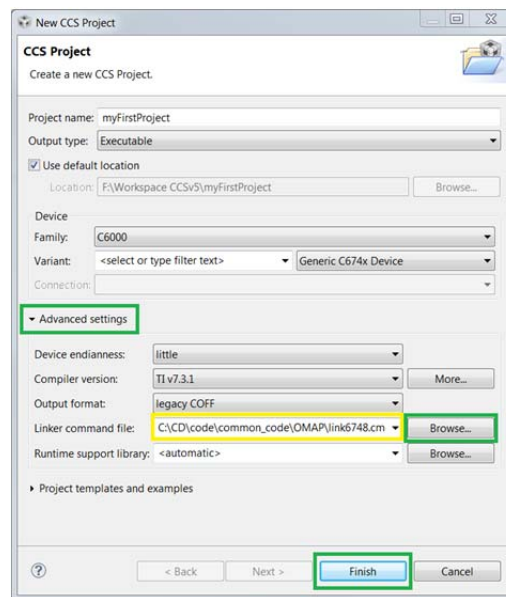 New CCS Project
CCS Project
Create a new CCS Project.
Project name: myFirstProject
Output type: Executable
Use default location
Location: F:\Workspace CCSv5\myFirstProject Browse...
Device
Family: C6000
Variant: <select or type filter text> Generic C674x Device
Connection:
Advanced settings
Device endianness: little
Compiler version: TI v7.3.1 More...
Output format: legacy COFF
Linker command file: C:\CD\code\common_code\OMAP\link6748.cm Browse...
Runtime support library: <automatic> Browse...
Project templates and examples
? < Back Next > Finish Cancel